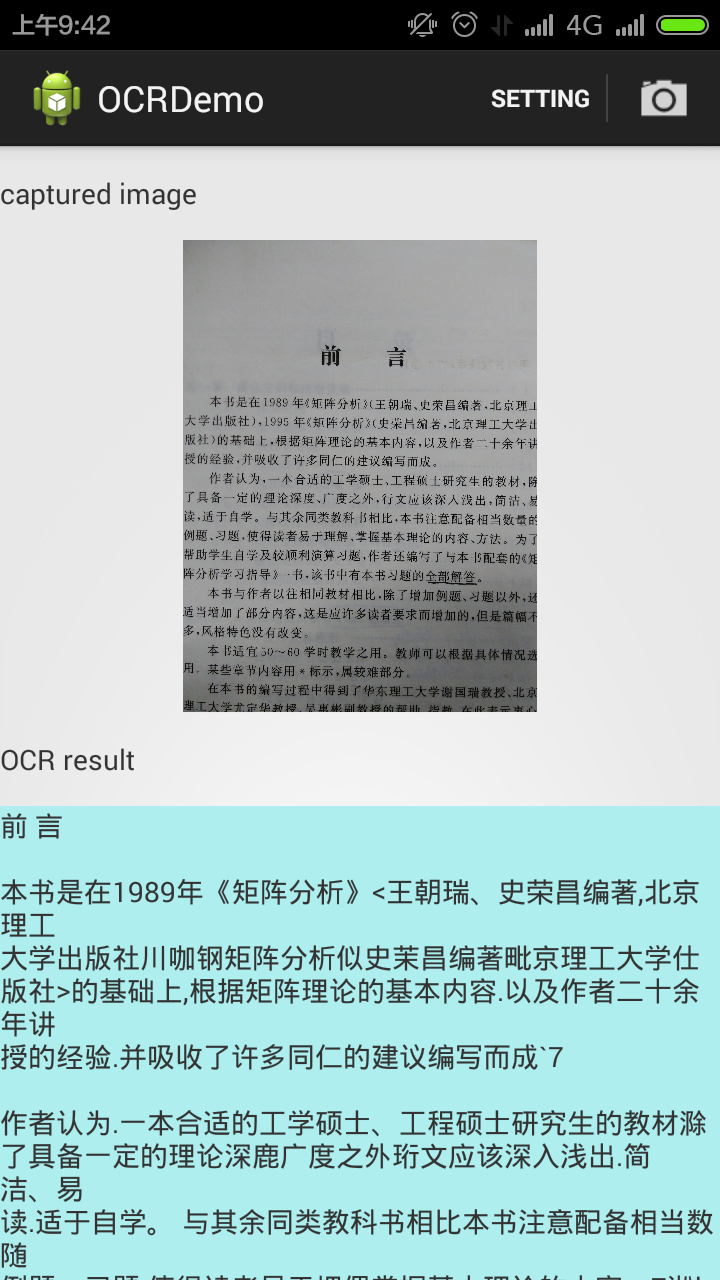 上午9:42
4G
OCRDemo
SETTING
captured image
前 言
本书是在1989年《矩阵分析》(王朝瑞、史荣昌编著,北京理工
大学出版社),1995年《矩阵分析》(史荣昌编著,北京理工大学出
版社)的基础上,根据矩阵理论的基本内容,以及作者二十余年讲
授的经验,并吸收了许多同仁的建议编写而成。
作者认为,一本合适的工学硕士、工程硕士研究生的教材,除
了具备一定的理论深度、广度之外,行文应该深入浅出,简洁、易
读,适于自学。与其余同类教科书相比,本书注意配备相当数量的
例题、习题,使得读者易于理解、掌握基本理论的内容、方法。为了
帮助学生自学及较顺利演算习题,作者还编写了与本书配套的《矩
阵分析学习指导》一书,该书中有本书习题的全部解答。
本书与作者以往相同教材相比,除了增加例题、习题以外,还
适当增加了部分内容,这是应许多读者要求而增加的,但是篇幅不
多,风格特色没有改变。
本书适宜50～60学时教学之用。教师可以根据具体情况选
用。某些章节内容用*标示,属较难部分。
在本书的编写过程中得到了华东理工大学谢国瑞教授、北京
理工大学尤定华教授、吴惠彬副教授的帮助、指教,在此表示衷心
OCR result
前 言
本书是在1989年《矩阵分析》<王朝瑞、史荣昌编著,北京
理工
大学出版社川咖钢矩阵分析似史茉昌编著毗京理工大学仕
版社>的基础上,根据矩阵理论的基本内容.以及作者二十余
年讲
授的经验.并吸收了许多同仁的建议编写而成`7
作者认为.一本合适的工学硕士、工程硕士研究生的教材滁
了具备一定的理论深鹿广度之外珩文应该深入浅出.简
洁、易
读.适于自学。 与其余同类教科书相比本书注意配备相当数
随